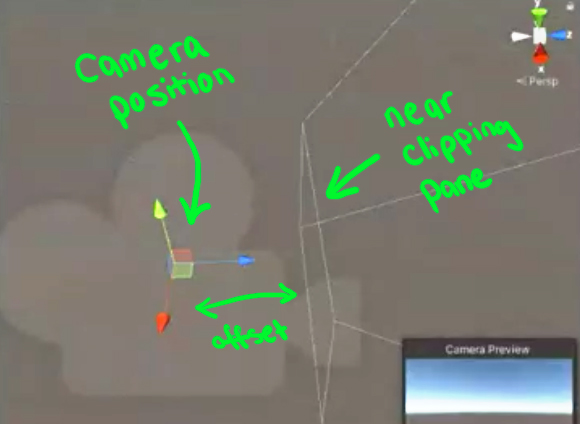 y
z
x
Persp
Camera
position
near
clipping
pane
offset
Camera Preview